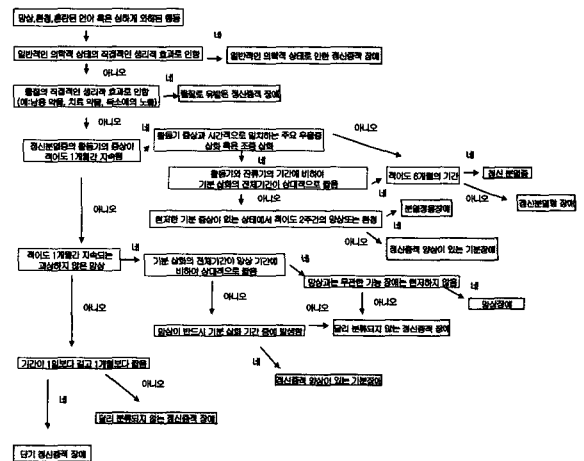 망상,환청,혼란된 언어 혹은 심하게 와해된 행동
네
일반적인 의학적 상태의 직접적인 생리적 효과로 인함
일반적인 의학적 상태로 인한 정신증적 장애
아니오
네
물질의 직접적인 생리적 효과로 인함
(예:남용 약물, 치료 약물, 독소에의 노출)
물질로 유발된 정신증적 장애
아니오
네
정신분열증의 활동기의 증상이
적어도 1개월간 지속됨
활동기 증상과 시간적으로 일치하는 주요 우울증
삽화 혹은 조증 삽화
아니오
네
활동기와 잔류기의 기간에 비하여
기분 삽화의 전체기간이 상대적으로 짧음
네
적어도 6개월의 기간
네
정신 분열증
아니오
정신분열형 장애
아니오
현저한 기분 증상이 없는 상태에서 적어도 2주간의 망상또는 환청
네
분열정동장애
아니오
정신증적 양상이 있는 기분장애
아니오
적어도 1개월간 지속되는
괴상하지 않은 망상
네
기분 삽화의 전체기간이 망상 기간에
비하여 상대적으로 짧음
네
망상과는 무관한 기능 장애는 현저하지 않음
네
망상장애
아니오
아니오
아니오
망상이 반드시 기분 삽화 기간 중에 발생함
아니오
달리 분류되지 않는 정신증적 장애
네
정신증적 양상이 있는 기분장애
기간이 1일보다 길고 1개월보다 짧음
아니오
달리 분류되지 않는 정신증적 장애
네
단기 정신증적 장애